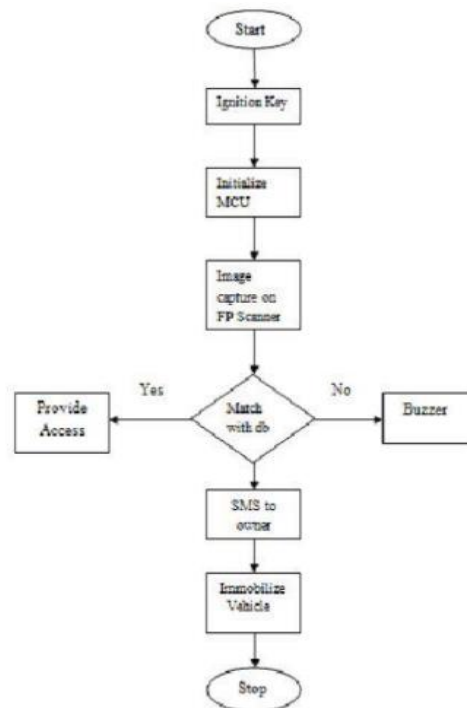 Start
Ignition Key
Initialize
MCU
Image
capture on
FP Scanner
Yes
No
Provide
Access
Match
with db
Buzzer
SMS to
owner
Immobilize
Vehicle
Stop